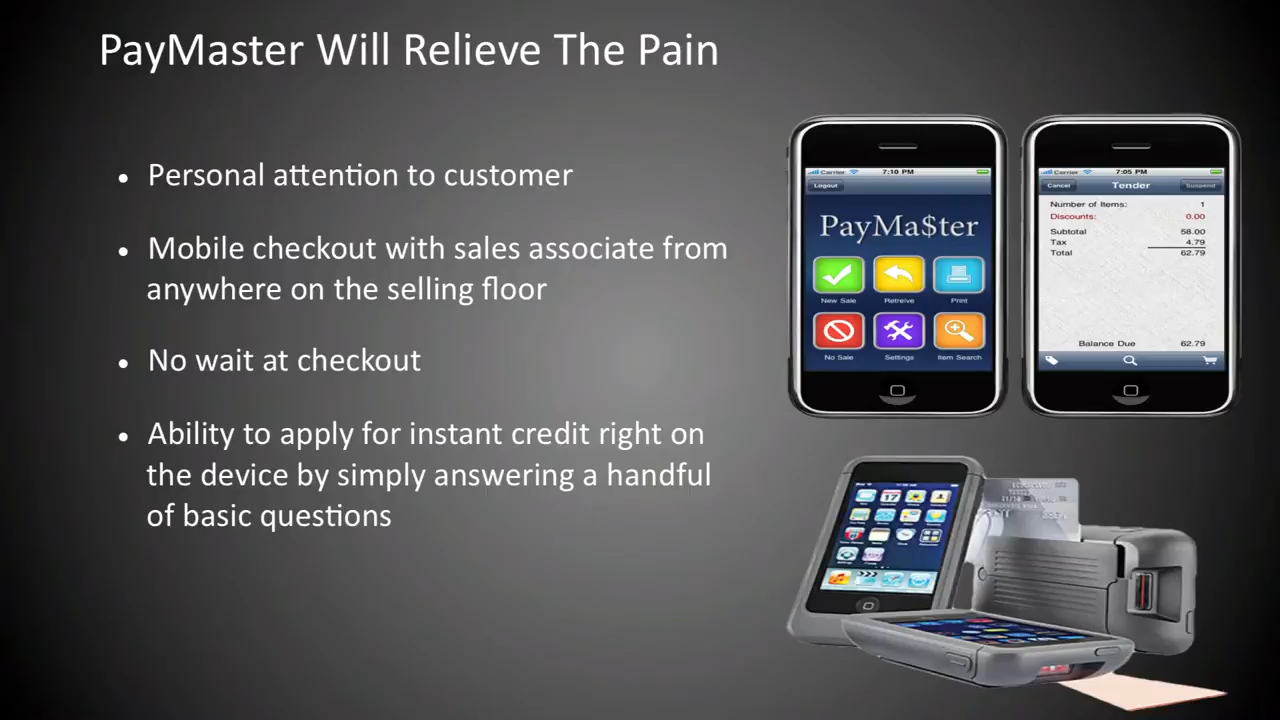 PayMaster Will Relieve The Pain
• Personal attention to customer
• Mobile checkout with sales associate from
anywhere on the selling floor
• No wait at checkout
• Ability to apply for instant credit right on
the device by simply answering a handful
of basic questions
Carrier 7:10 PM
Logout
PayMa$ter
New Sale Retreive Print
No Sale Settings Item Search
Carrier 7:05 PM
Cancel Tender Suspend
Number of Items: 1
Discounts: 0.00
Subtotal 58.00
Tax 4.79
Total 62.79
Balance Due 62.79